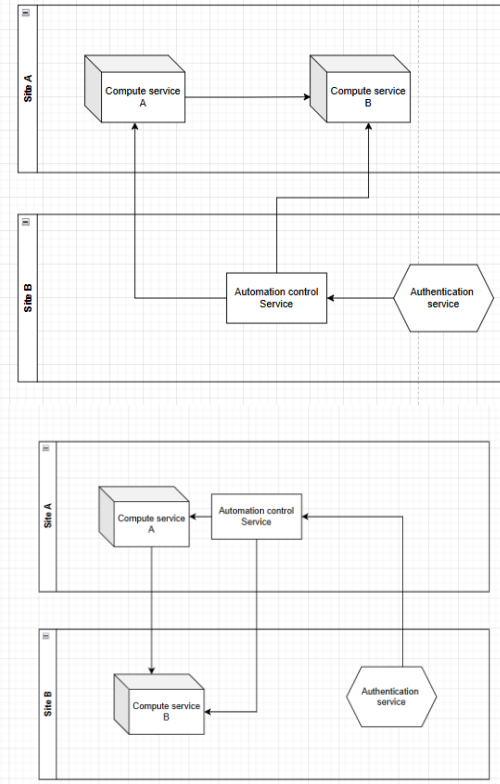 Site A
Compute service
A
Compute service
B
Site B
Automation control
Service
Authentication
service
Site A
Compute service
A
Automation control
Service
Site B
Compute service
B
Authentication
service